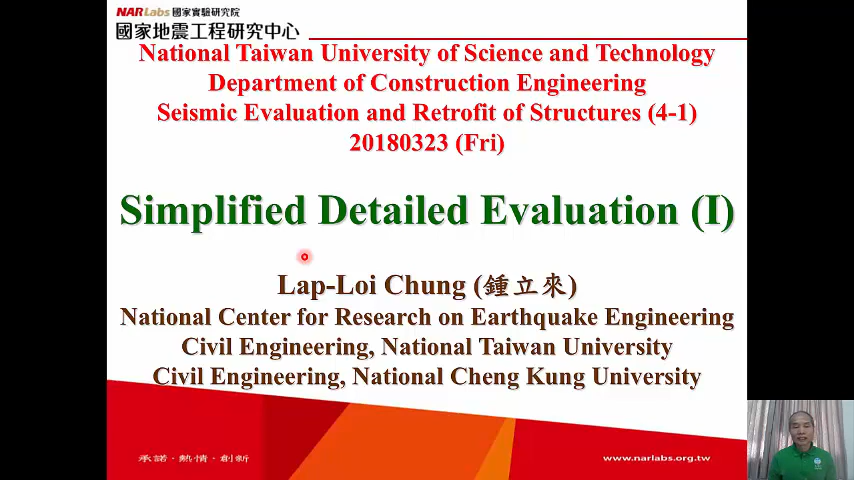 NARLabs 國家實驗研究院
國家地震工程研究中心
National Taiwan University of Science and Technology
Department of Construction Engineering
Seismic Evaluation and Retrofit of Structures (4-1)
20180323 (Fri)
Simplified Detailed Evaluation (I)
Lap-Loi Chung (鍾立來)
National Center for Research on Earthquake Engineering
Civil Engineering, National Taiwan University
Civil Engineering, National Cheng Kung University
承諾·熱情·創新
www.narlabs.org.tw